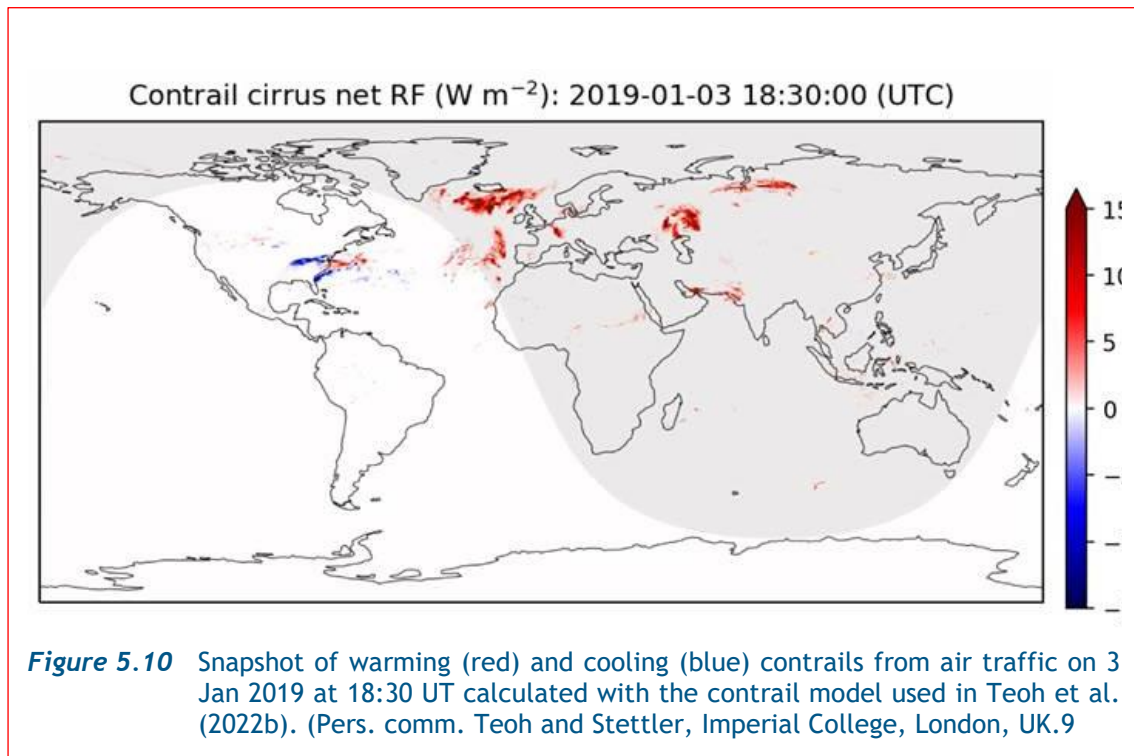 Contrail cirrus net RF (W m⁻²): 2019-01-03 18:30:00 (UTC)
15
10
5
0
Figure 5.10 Snapshot of warming (red) and cooling (blue) contrails from air traffic on 3
Jan 2019 at 18:30 UT calculated with the contrail model used in Teoh et al.
(2022b). (Pers. comm. Teoh and Stettler, Imperial College, London, UK.9